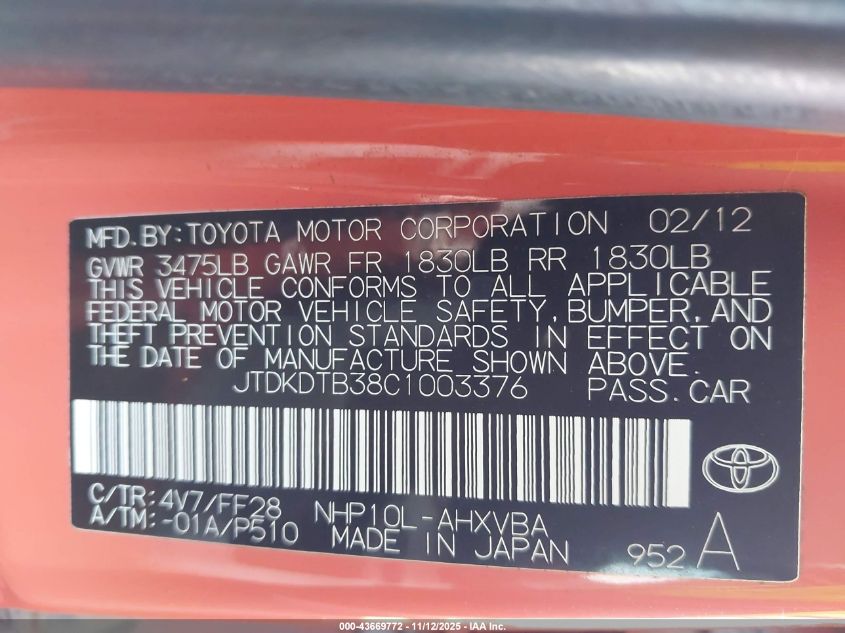 MFD.BY:TOYOTA MOTOR CORPORATION 02/12
GVWR 3475LB GAWR FR 1830LB RR 1830LB
THIS VEHICLE CONFORMS TO ALL APPLICABLE
FEDERAL MOTOR VEHICLE SAFETY, BUMPER, AND
THEFT PREVENTION STANDARDS IN EFFECT ON
THE DATE OF MANUFACTURE SHOWN ABOVE.
JTDKDTB38C1003376 PASS.CAR
C/TR:4V7/FF28 NHP10L-AHXVBA
A/TM:-01A/P510 MADE IN JAPAN 952 A
000-43669772 - 11/12/2025 - IAA Inc.